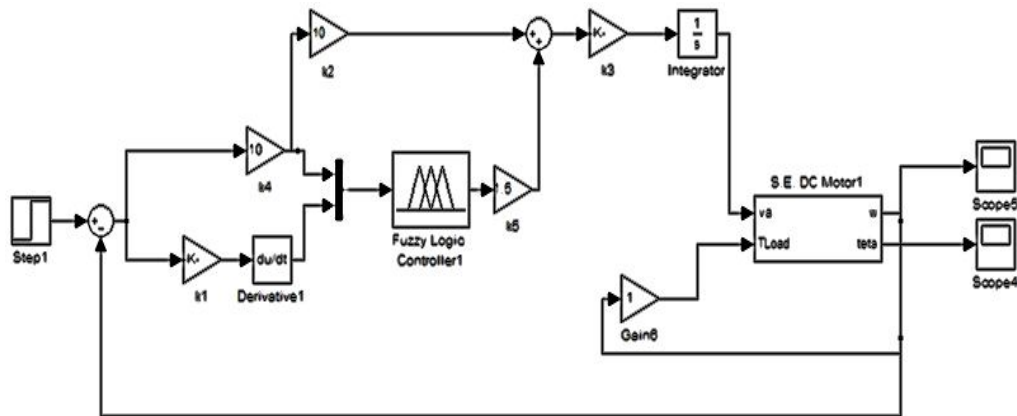 10
k2
+
+
K-
k3
1
s
Integrator
10
k4
Step1
+
−
K-
k1
du/dt
Derivative1
Fuzzy Logic
Controller1
1.5
k5
S.E. DC Motor1
va
w
TLoad
teta
Scope5
Scope4
1
Gain6